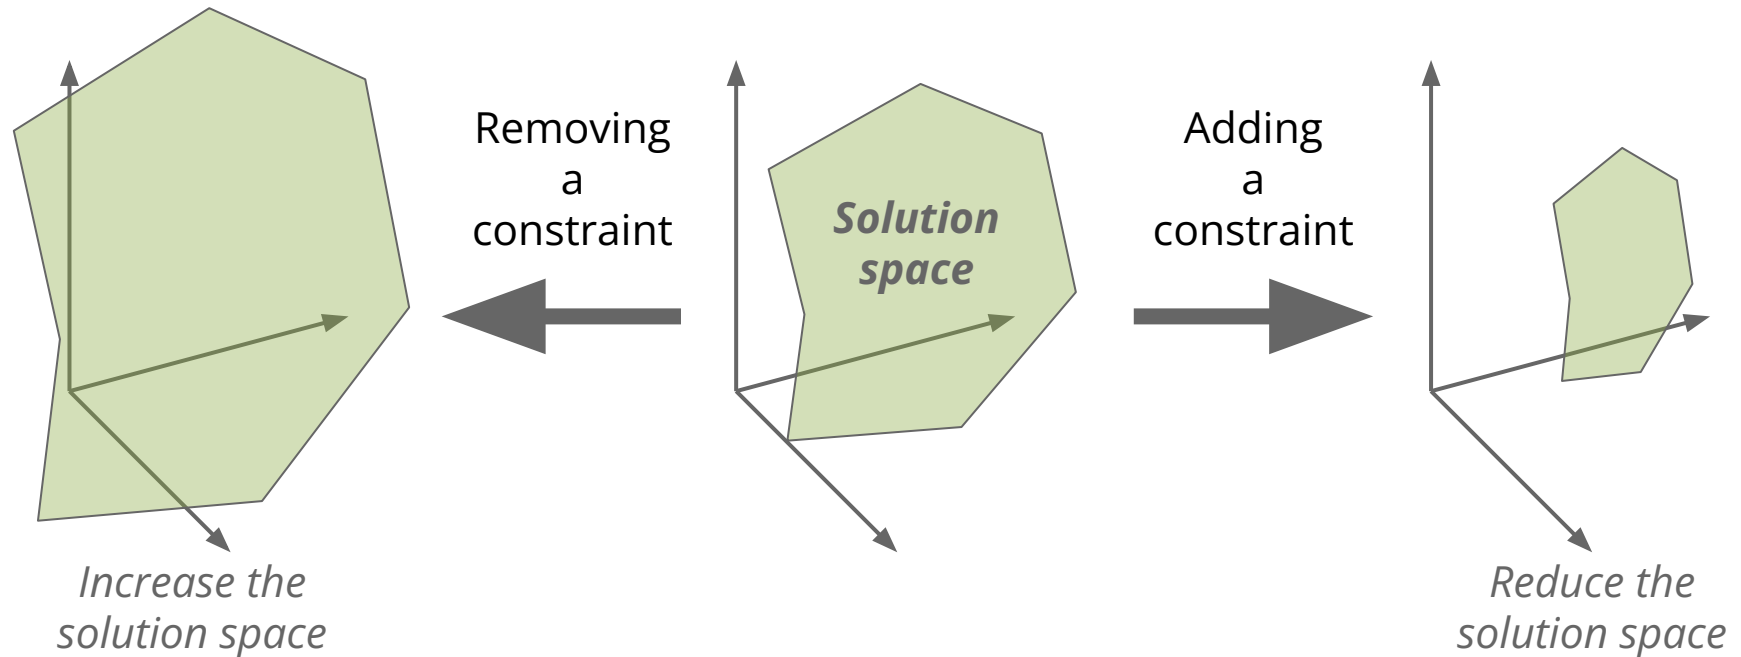 Removing
a
constraint
Solution
space
Adding
a
constraint
Increase the
solution space
Reduce the
solution space